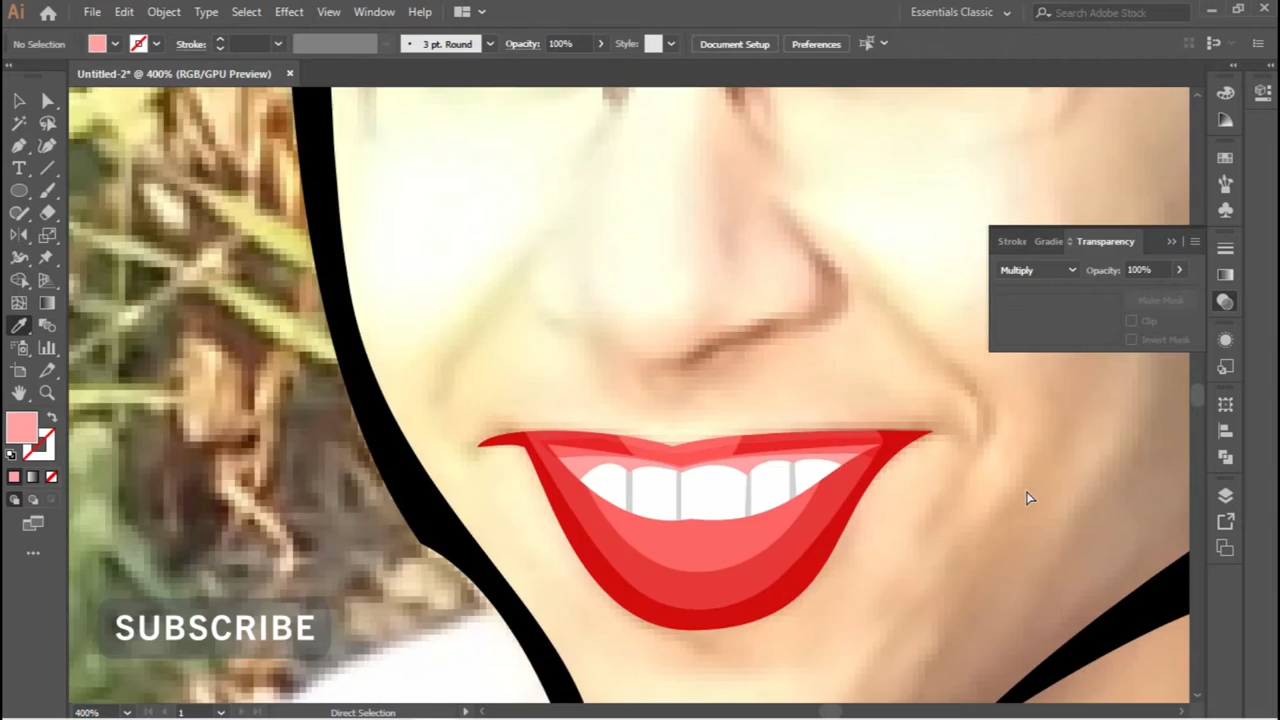 Ai File Edit Object Type Select Effect View Window Help Essentials Classic Search Adobe Stock
No Selection Stroke: 3 pt. Round Opacity: 100% Style: Document Setup Preferences
Untitled-2* @ 400% (RGB/GPU Preview)
Stroke Gradie Transparency
Multiply Opacity: 100%
Make Mask
Clip
Invert Mask
SUBSCRIBE
400% 1 Direct Selection